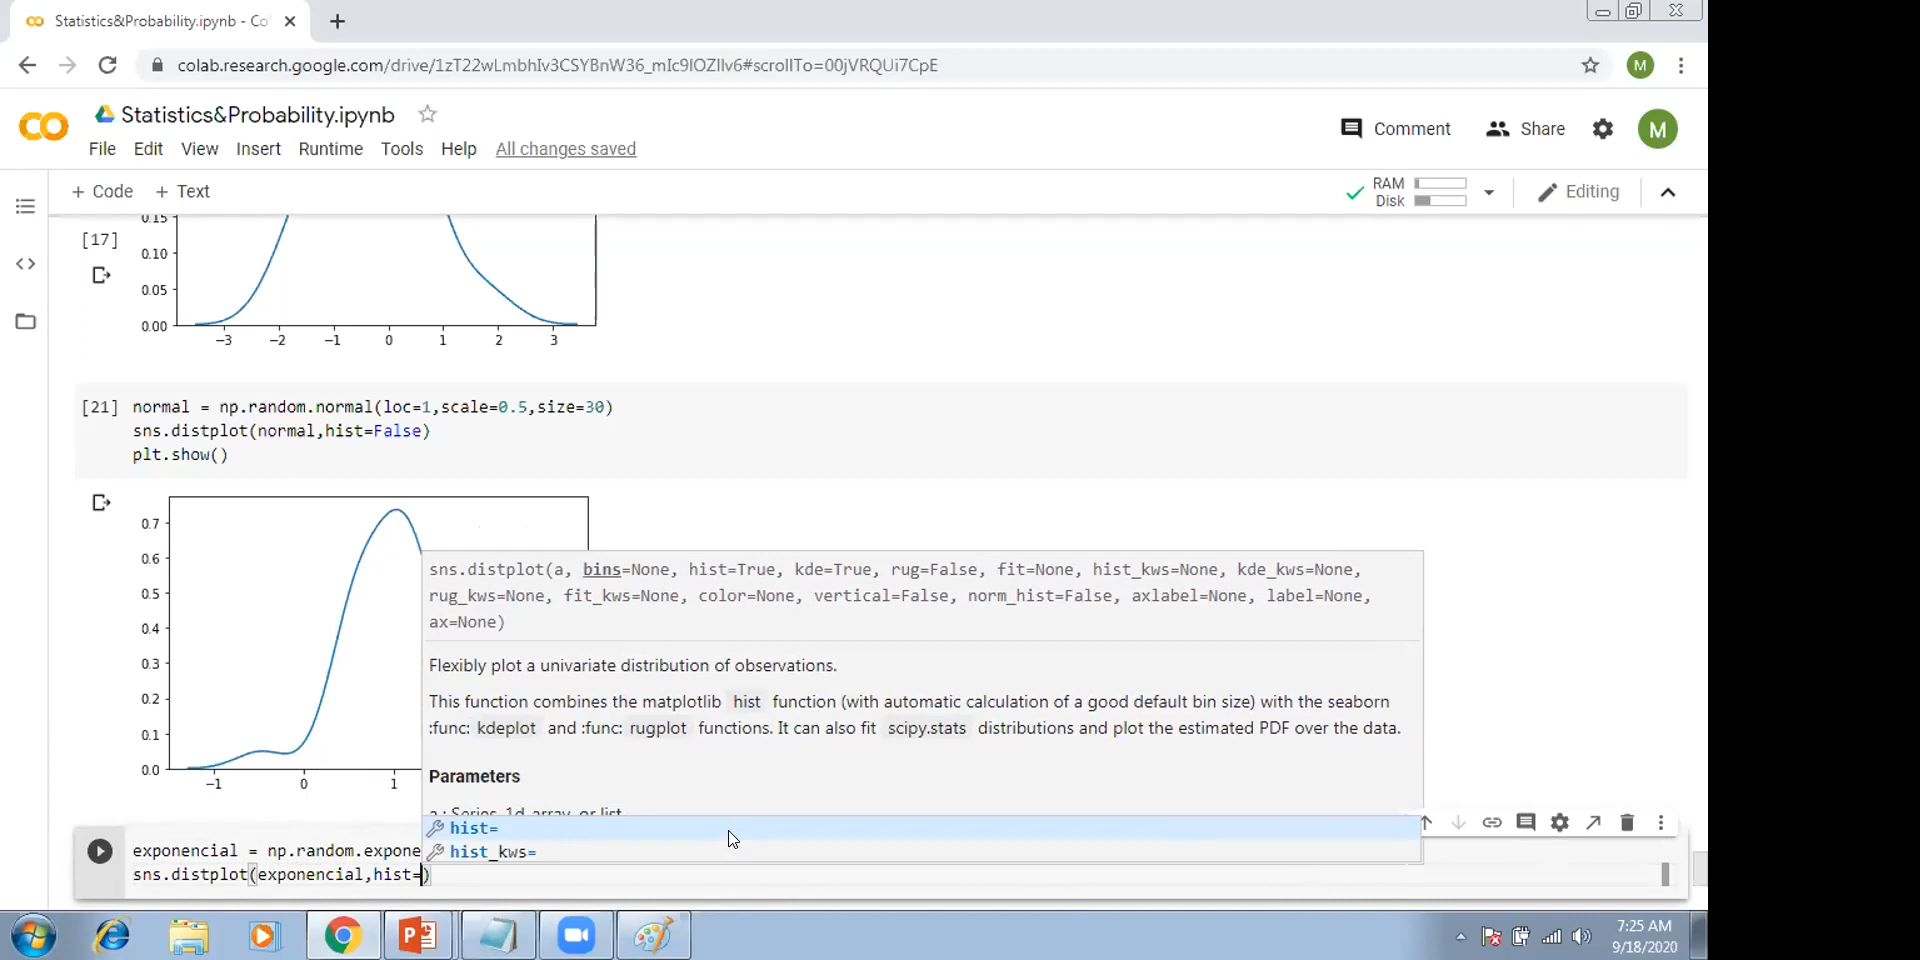 Statistics&Probability.ipynb - Co
colab.research.google.com/drive/1zT22wLmbhIv3CSYBnW36_mIc9lOZlIv6#scrollTo=00jVRQUi7CpE
M
CO
Statistics&Probability.ipynb
Comment
Share
M
File Edit View Insert Runtime Tools Help All changes saved
+ Code + Text
RAM
Disk
Editing
[17]
0.15
0.10
0.05
0.00
−3 −2 −1 0 1 2 3
[21] normal = np.random.normal(loc=1,scale=0.5,size=30)
sns.distplot(normal,hist=False)
plt.show()
0.7
0.6
0.5
0.4
0.3
0.2
0.1
0.0
−1 0 1
sns.distplot(a, bins=None, hist=True, kde=True, rug=False, fit=None, hist_kws=None, kde_kws=None,
rug_kws=None, fit_kws=None, color=None, vertical=False, norm_hist=False, axlabel=None, label=None,
ax=None)
Flexibly plot a univariate distribution of observations.
This function combines the matplotlib hist function (with automatic calculation of a good default bin size) with the seaborn
:func: kdeplot and :func: rugplot functions. It can also fit scipy.stats distributions and plot the estimated PDF over the data.
Parameters
a : Series, 1d-array, or list.
hist=
hist_kws=
exponencial = np.random.expone
sns.distplot(exponencial,hist=)
7:25 AM
9/18/2020